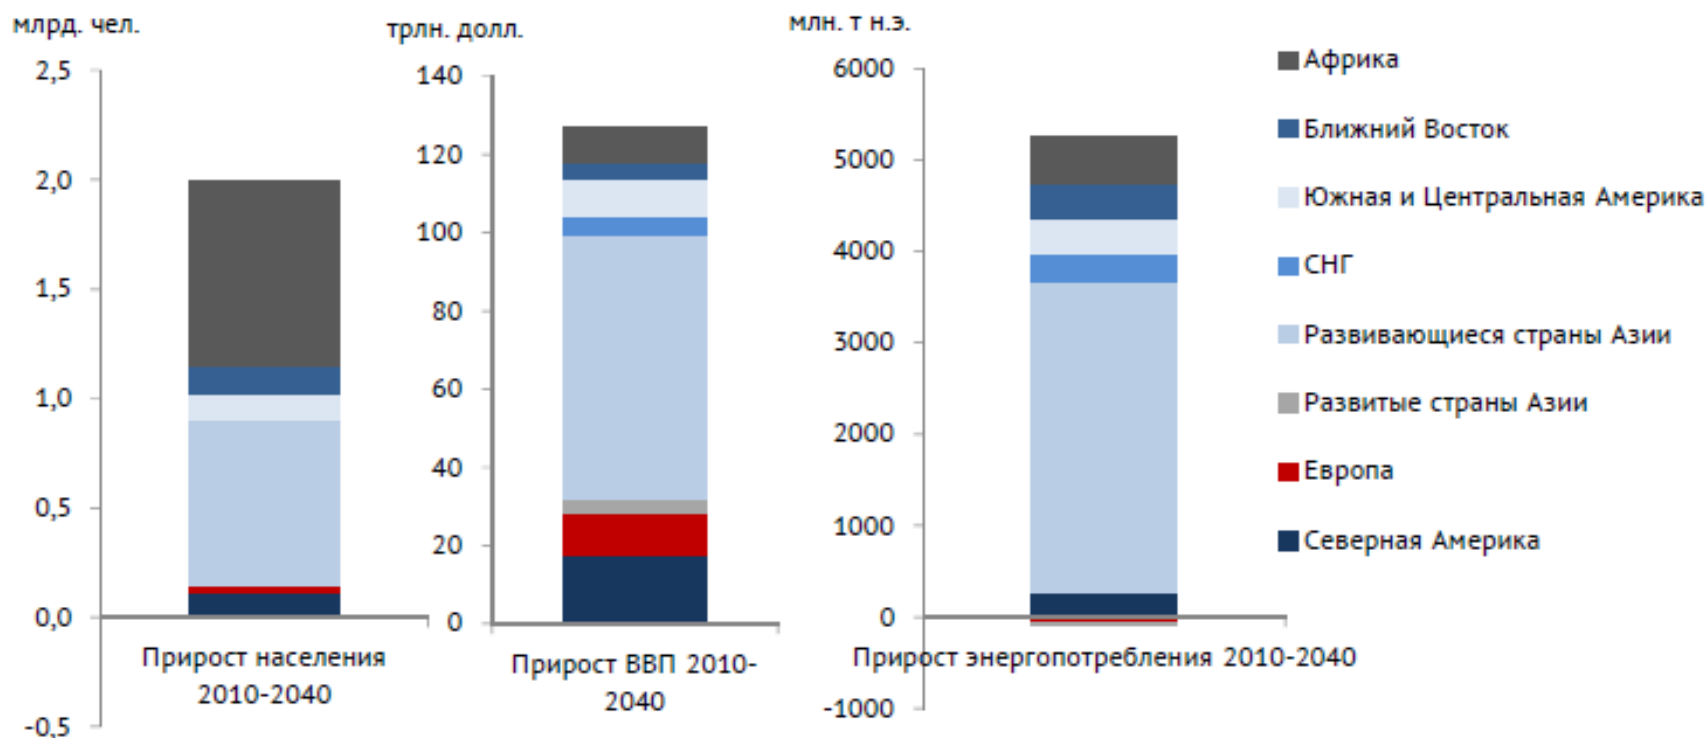 млрд. чел.
2,5
2,0
1,5
1,0
0,5
0,0
-0,5
Прирост населения
2010-2040
трлн. долл.
140
120
100
80
60
40
20
0
Прирост ВВП 2010-
2040
млн. т н.э.
6000
5000
4000
3000
2000
1000
0
-1000
Прирост энергопотребления 2010-2040
Африка
Ближний Восток
Южная и Центральная Америка
СНГ
Развивающиеся страны Азии
Развитые страны Азии
Европа
Северная Америка